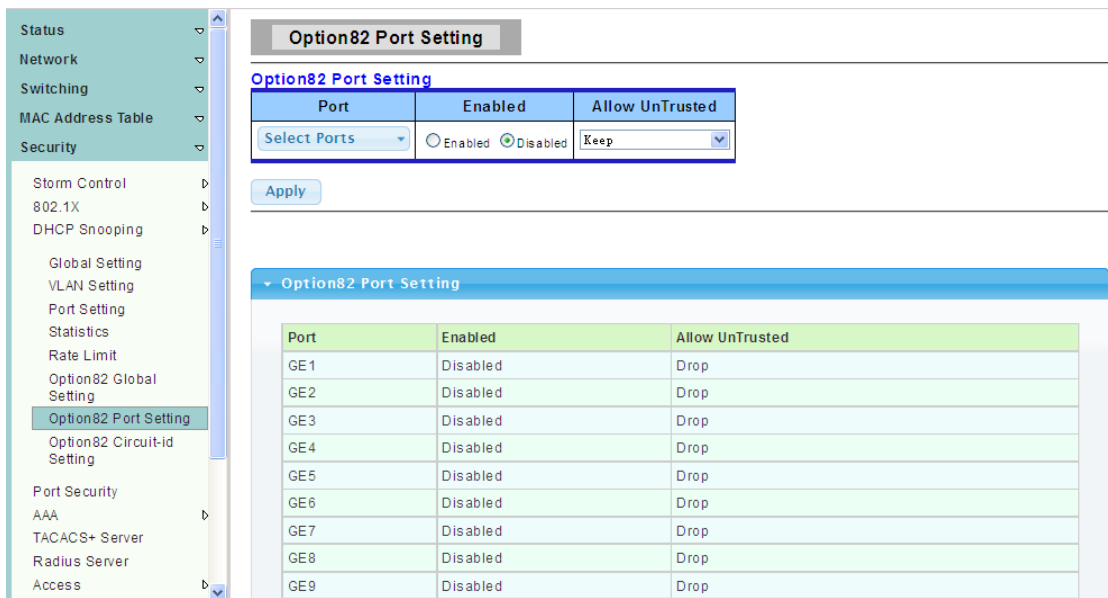 Status
Network
Switching
MAC Address Table
Security
Storm Control
802.1X
DHCP Snooping
Global Setting
VLAN Setting
Port Setting
Statistics
Rate Limit
Option82 Global
Setting
Option82 Port Setting
Option82 Circuit-id
Setting
Port Security
AAA
TACACS+ Server
Radius Server
Access
Option82 Port Setting
Option82 Port Setting
Port Enabled Allow UnTrusted
Select Ports Enabled Disabled Keep
Apply
Option82 Port Setting
Port Enabled Allow UnTrusted
GE1 Disabled Drop
GE2 Disabled Drop
GE3 Disabled Drop
GE4 Disabled Drop
GE5 Disabled Drop
GE6 Disabled Drop
GE7 Disabled Drop
GE8 Disabled Drop
GE9 Disabled Drop